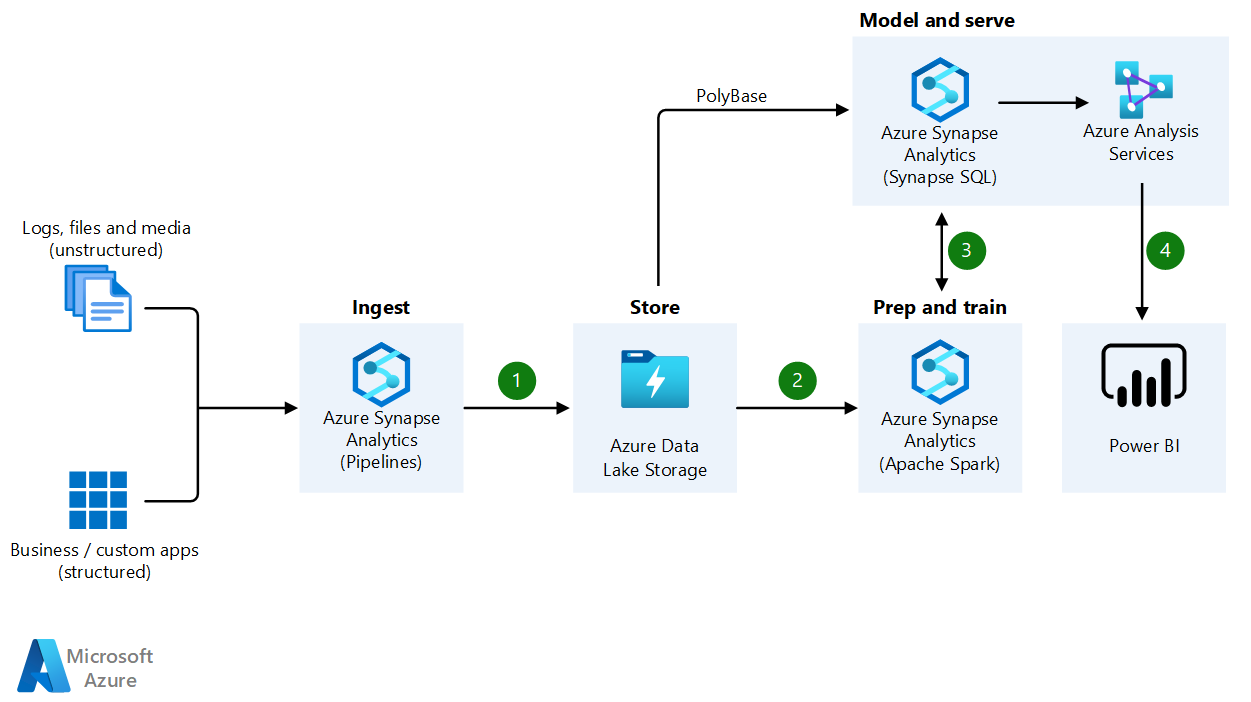 Model and serve
PolyBase
Azure Synapse
Analytics
(Synapse SQL)
Azure Analysis
Services
Logs, files and media
(unstructured)
3
4
Ingest
Store
Prep and train
1
2
Azure Synapse
Analytics
(Pipelines)
Azure Data
Lake Storage
Azure Synapse
Analytics
(Apache Spark)
Power BI
Business / custom apps
(structured)
Microsoft
Azure